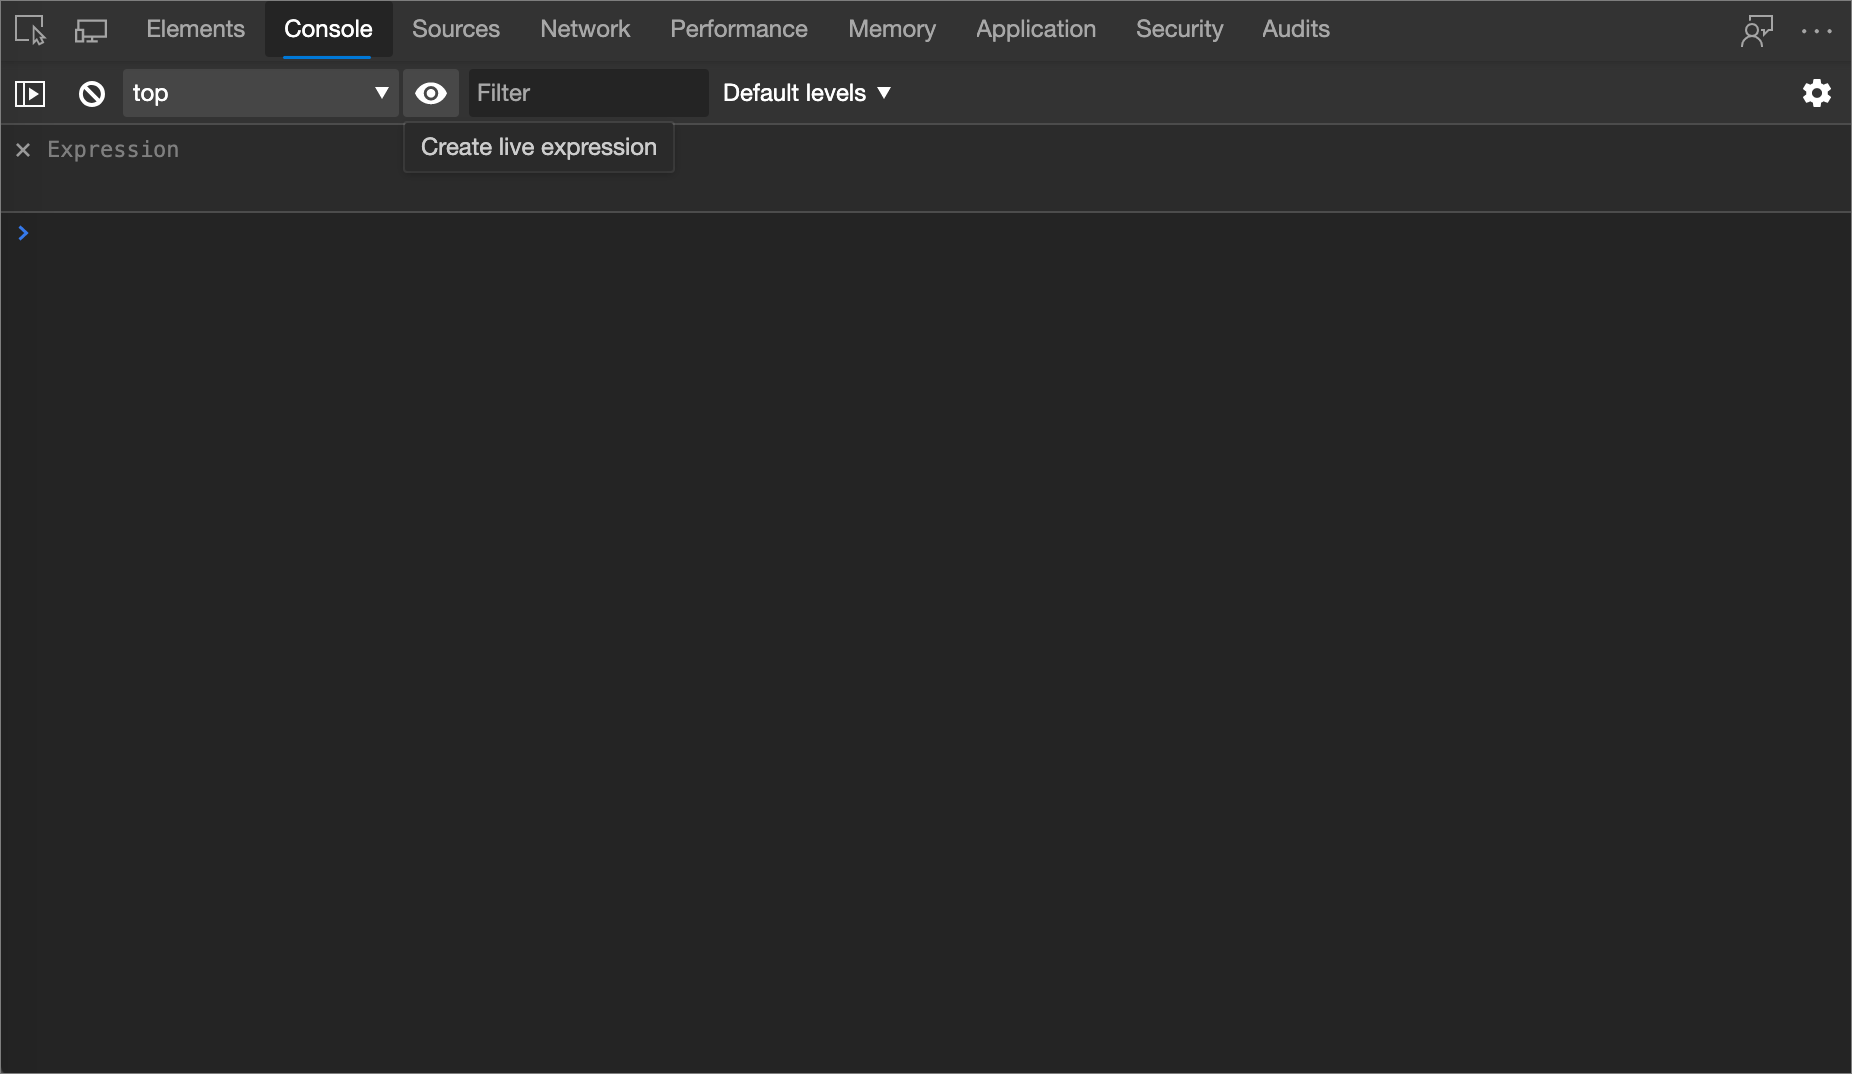 Elements Console Sources Network Performance Memory Application Security Audits
top Filter Default levels
Create live expression
Expression